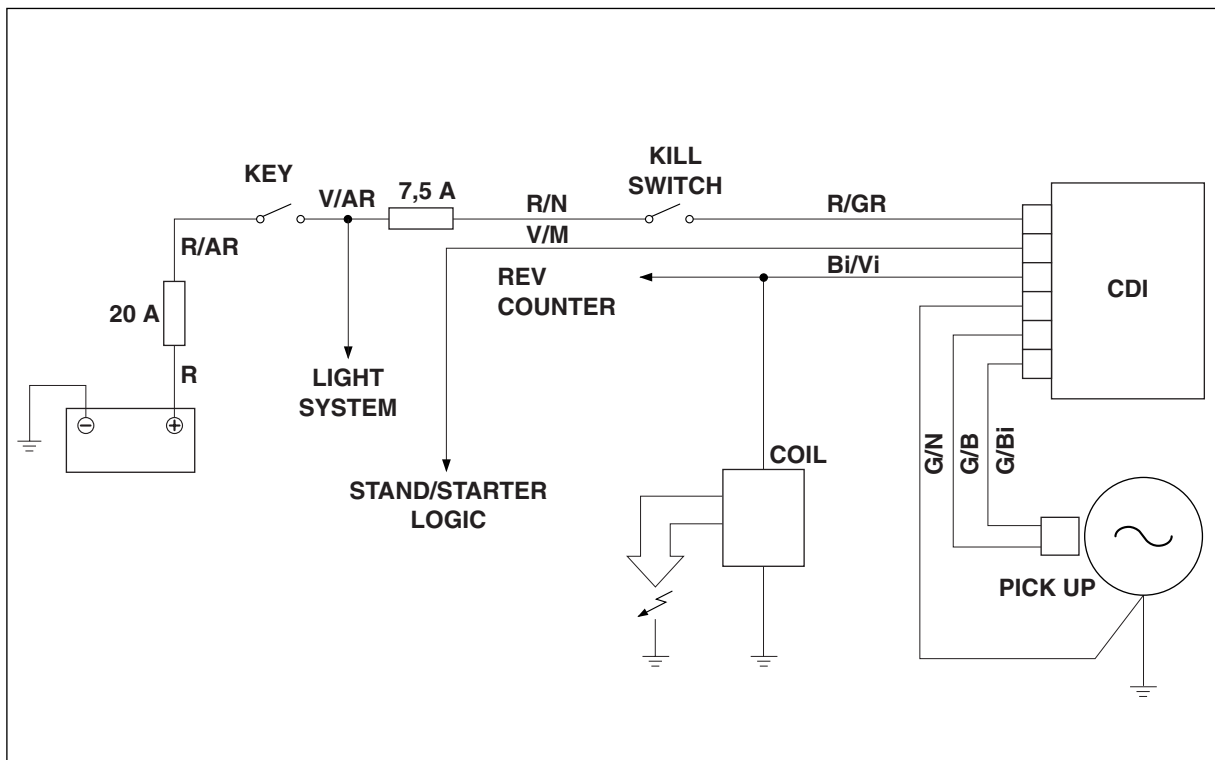 KEY
V/AR
7,5 A
R/N
KILL
SWITCH
R/GR
R/AR
V/M
Bi/Vi
REV
COUNTER
CDI
20 A
R
LIGHT
SYSTEM
−
+
G/N
G/B
G/Bi
COIL
STAND/STARTER
LOGIC
PICK UP